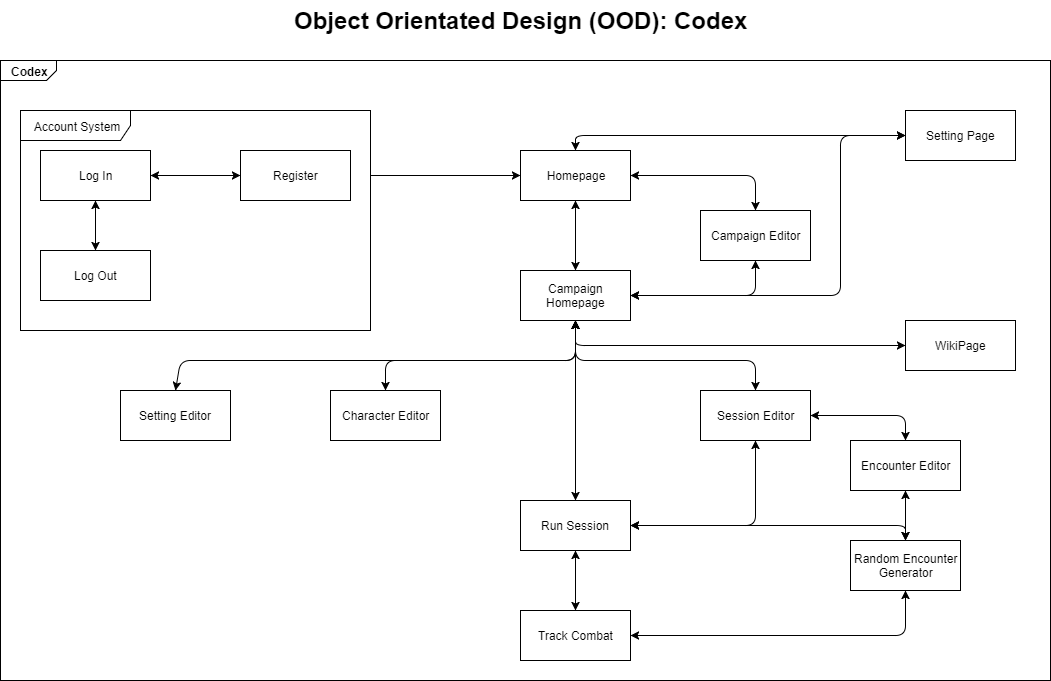 Object Orientated Design (OOD): Codex
Codex
Account System
Log In
Register
Log Out
Homepage
Setting Page
Campaign Editor
Campaign
Homepage
WikiPage
Setting Editor
Character Editor
Session Editor
Encounter Editor
Run Session
Random Encounter
Generator
Track Combat